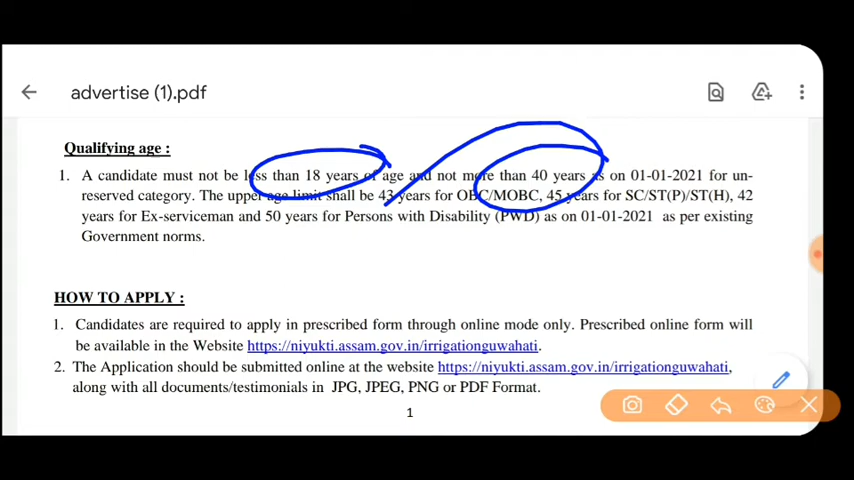 advertise (1).pdf
Qualifying age :
1. A candidate must not be less than 18 years of age and not more than 40 years as on 01-01-2021 for un-
reserved category. The upper age limit shall be 43 years for OBC/MOBC, 45 years for SC/ST(P)/ST(H), 42
years for Ex-serviceman and 50 years for Persons with Disability (PWD) as on 01-01-2021 as per existing
Government norms.
HOW TO APPLY :
1. Candidates are required to apply in prescribed form through online mode only. Prescribed online form will
be available in the Website https://niyukti.assam.gov.in/irrigationguwahati.
2. The Application should be submitted online at the website https://niyukti.assam.gov.in/irrigationguwahati,
along with all documents/testimonials in JPG, JPEG, PNG or PDF Format.
1